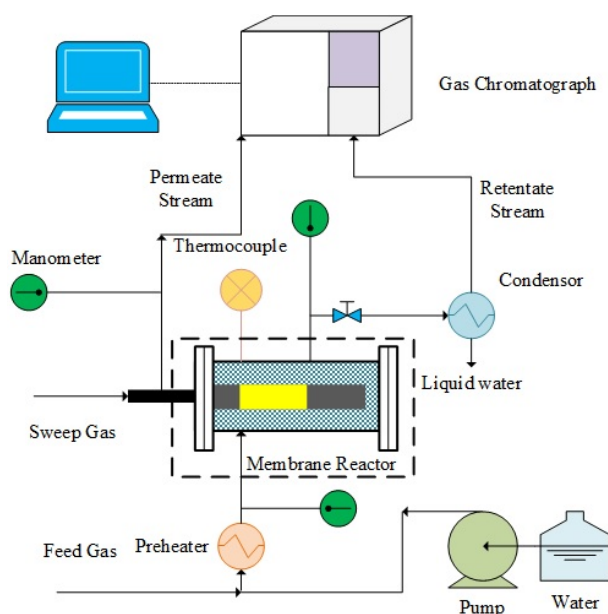 Gas Chromatograph
Permeate
Stream
Retentate
Stream
Manometer
Thermocouple
Condensor
Liquid water
Sweep Gas
Membrane Reactor
Feed Gas
Preheater
Pump
Water